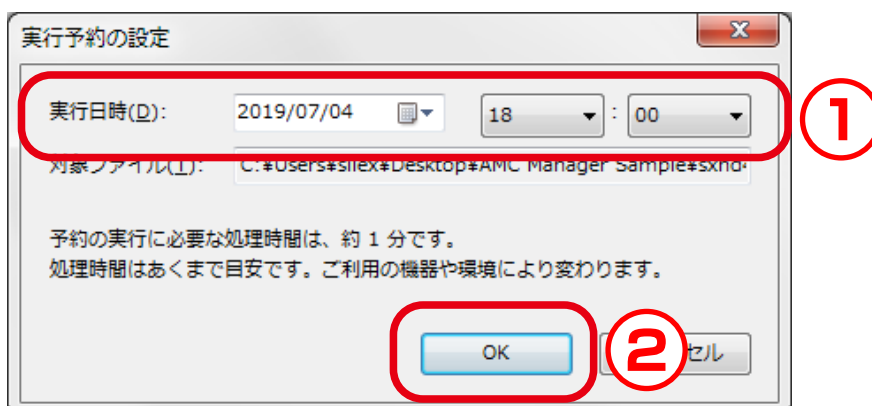 実行予約の設定
実行日時(D): 2019/07/04 18 : 00
①
対象ファイル(T): C:¥Users¥silex¥Desktop¥AMC Manager Sample¥sxnd4
予約の実行に必要な処理時間は、約 1 分です。
処理時間はあくまで目安です。ご利用の機器や環境により変わります。
OK ② セル